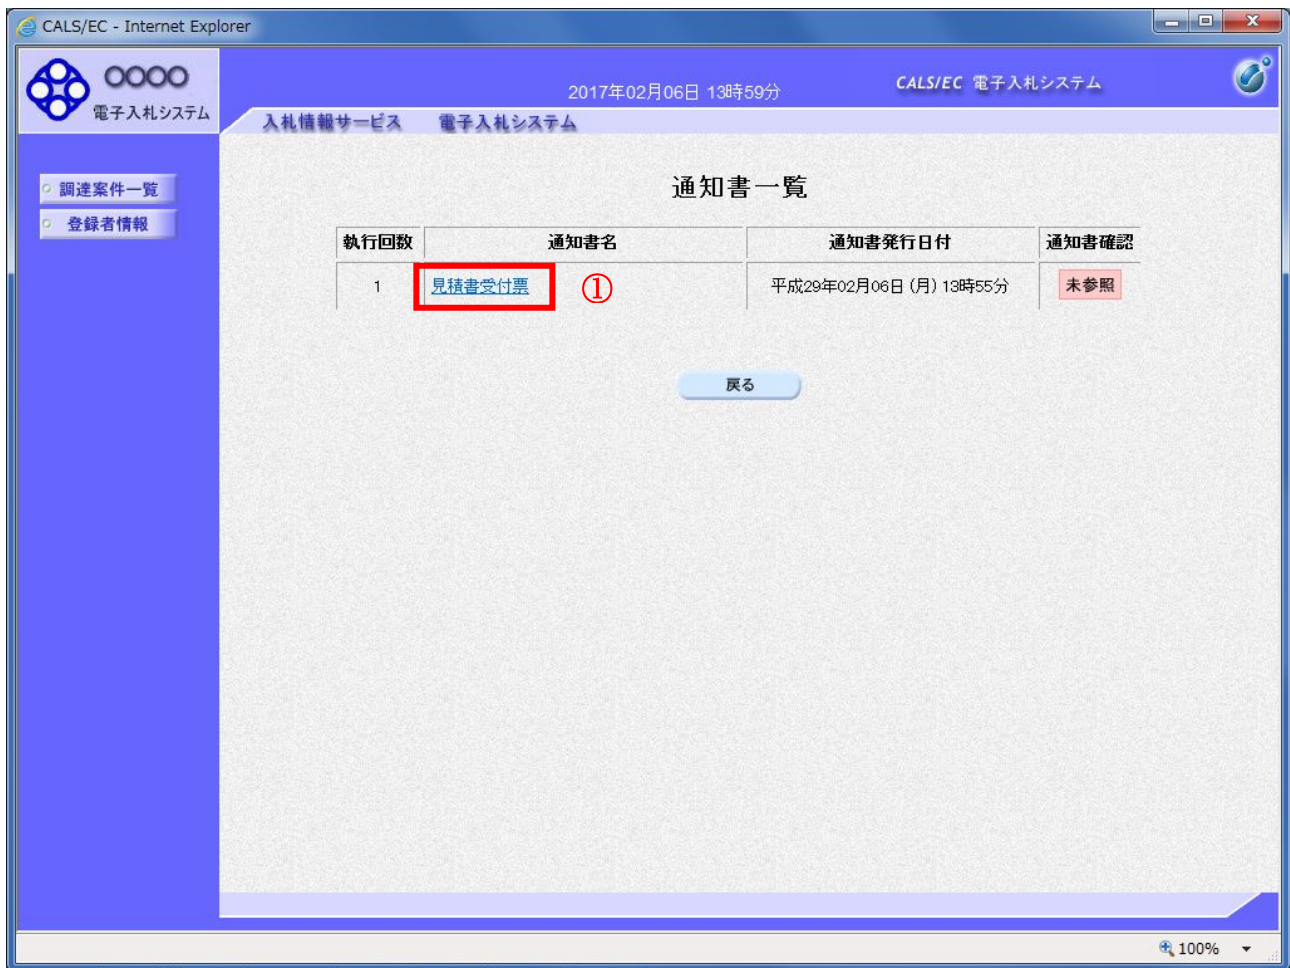 CALS/EC - Internet Explorer
○○○○
電子入札システム
2017年02月06日 13時59分
CALS/EC 電子入札システム
入札情報サービス 電子入札システム
調達案件一覧
登録者情報
通知書一覧
執行回数 通知書名 通知書発行日付 通知書確認
1 見積書受付票 ① 平成29年02月06日 (月) 13時55分 未参照
戻る
100%